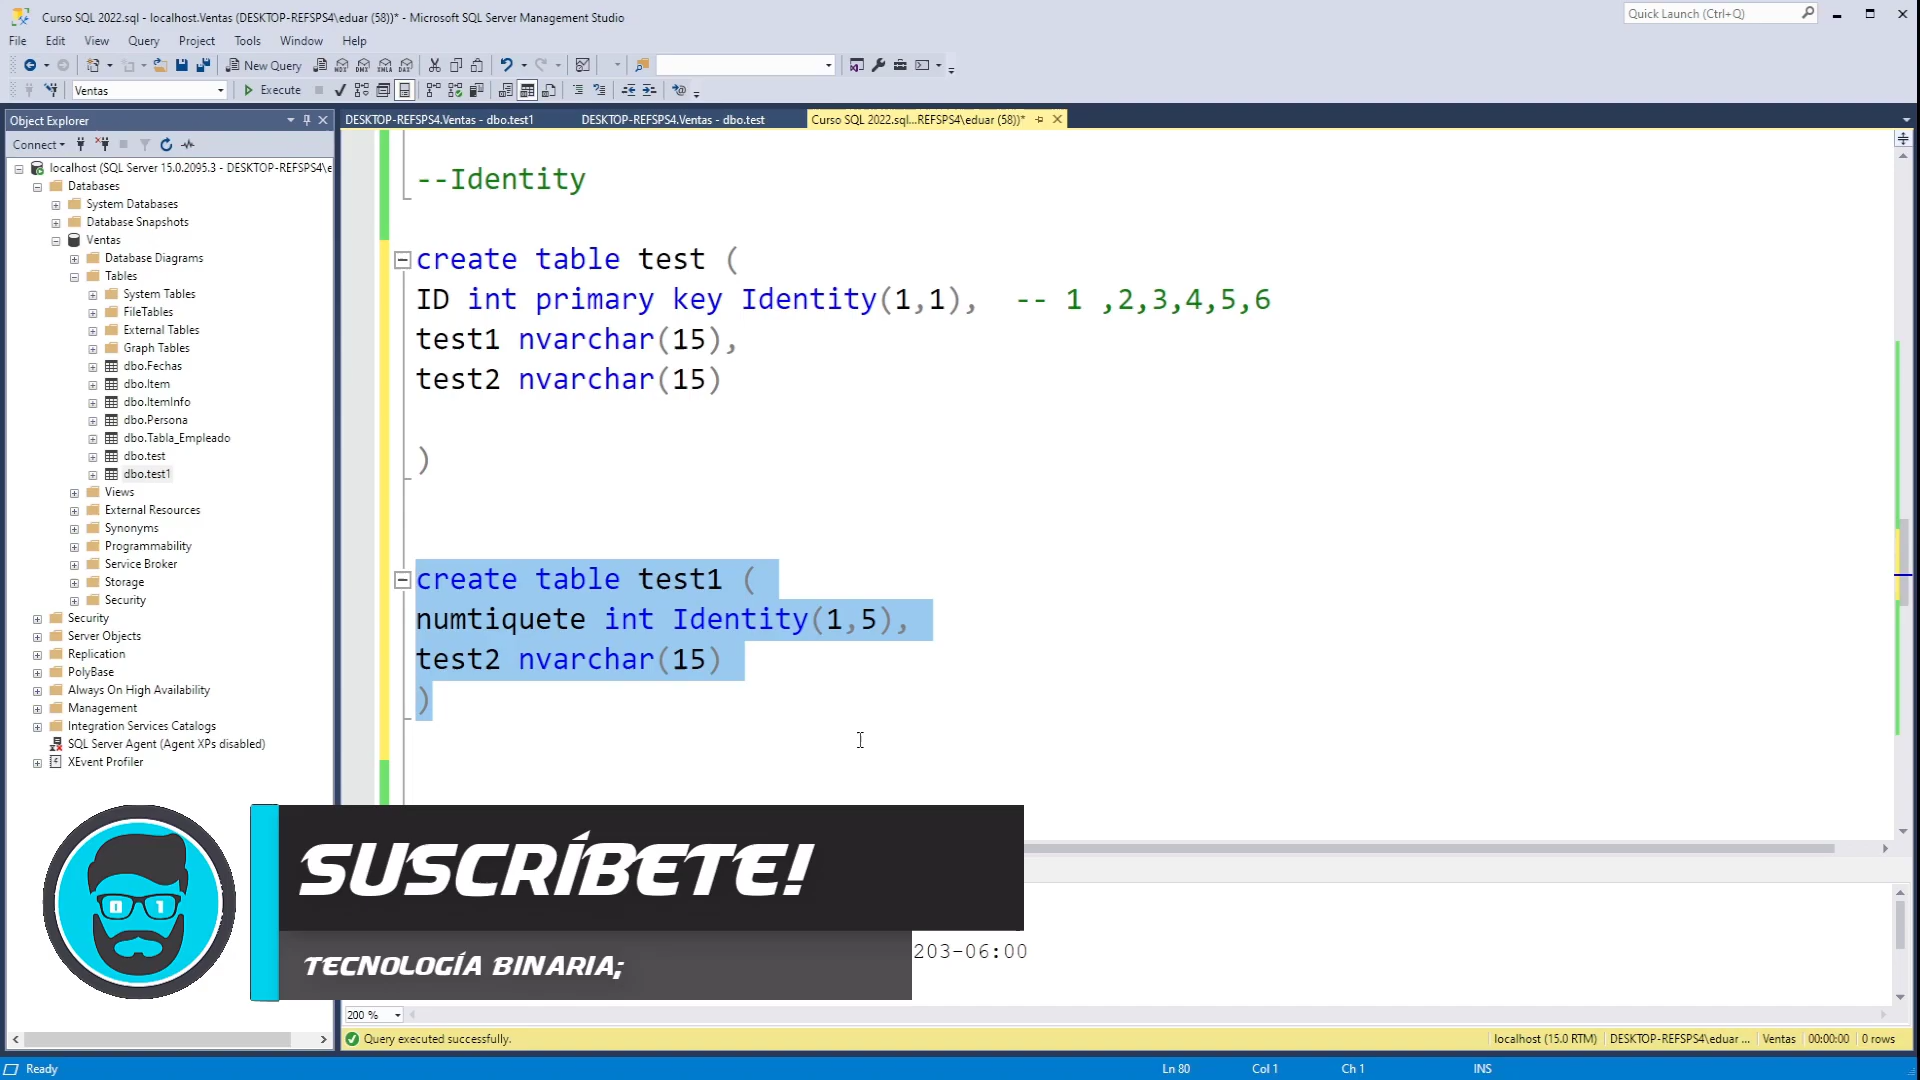 Curso SQL 2022.sql - localhost.Ventas (DESKTOP-REFSPS4\eduar (58))* - Microsoft SQL Server Management Studio
Quick Launch (Ctrl+Q)
File Edit View Query Project Tools Window Help
New Query
Ventas
Execute
Object Explorer
DESKTOP-REFSPS4.Ventas - dbo.test1
DESKTOP-REFSPS4.Ventas - dbo.test
Curso SQL 2022.sql...REFSPS4\eduar (58))*
Connect
localhost (SQL Server 15.0.2095.3 - DESKTOP-REFSPS4\e
Databases
System Databases
Database Snapshots
Ventas
Database Diagrams
Tables
System Tables
FileTables
External Tables
Graph Tables
dbo.Fechas
dbo.Item
dbo.ItemInfo
dbo.Persona
dbo.Tabla_Empleado
dbo.test
dbo.test1
Views
External Resources
Synonyms
Programmability
Service Broker
Storage
Security
Security
Server Objects
Replication
PolyBase
Always On High Availability
Management
Integration Services Catalogs
SQL Server Agent (Agent XPs disabled)
XEvent Profiler
--Identity
create table test (
ID int primary key Identity(1,1),  -- 1 ,2,3,4,5,6
test1 nvarchar(15),
test2 nvarchar(15)
)
create table test1 (
numtiquete int Identity(1,5),
test2 nvarchar(15)
)
0 1
SUSCRÍBETE!
TECNOLOGÍA BINARIA;
203-06:00
200 %
Query executed successfully.
localhost (15.0 RTM)
DESKTOP-REFSPS4\eduar ...
Ventas
00:00:00
0 rows
Ready
Ln 80
Col 1
Ch 1
INS